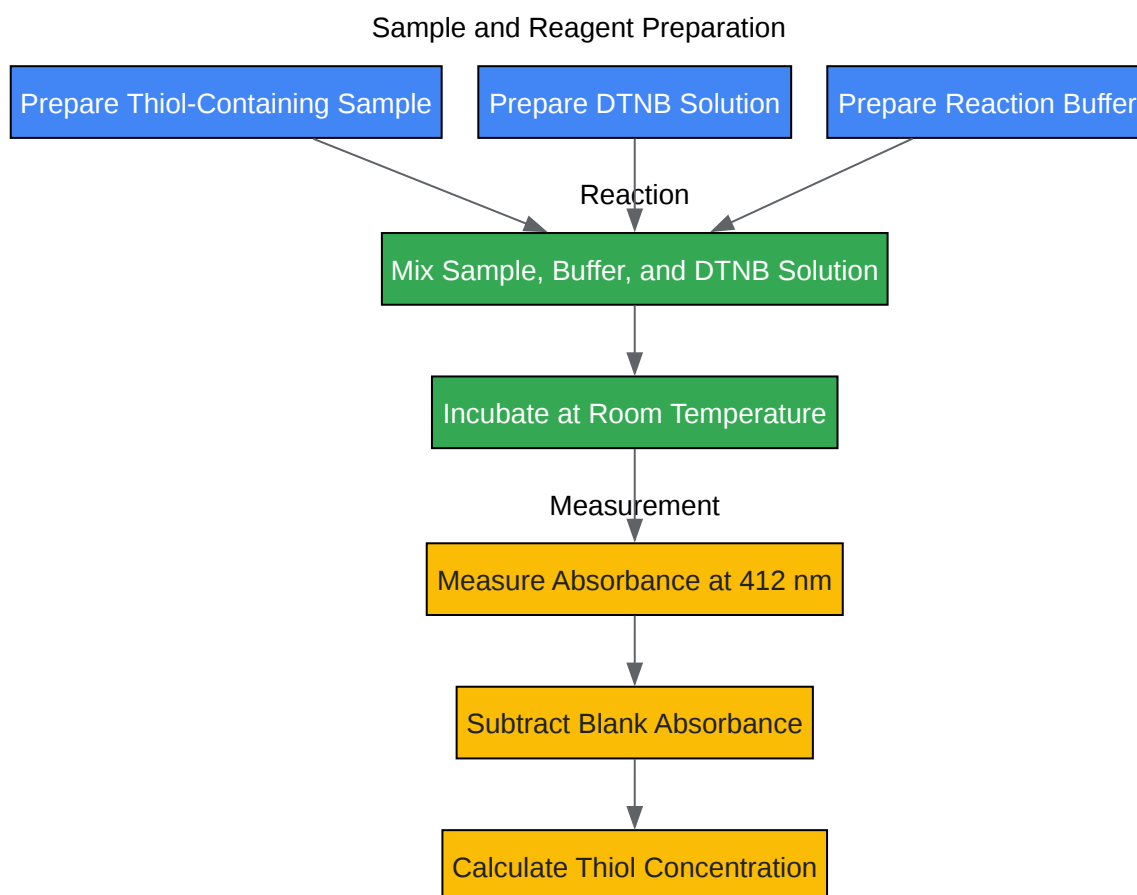 Sample and Reagent Preparation
Prepare Thiol-Containing Sample
Prepare DTNB Solution
Prepare Reaction Buffer
Reaction
Mix Sample, Buffer, and DTNB Solution
Incubate at Room Temperature
Measurement
Measure Absorbance at 412 nm
Subtract Blank Absorbance
Calculate Thiol Concentration